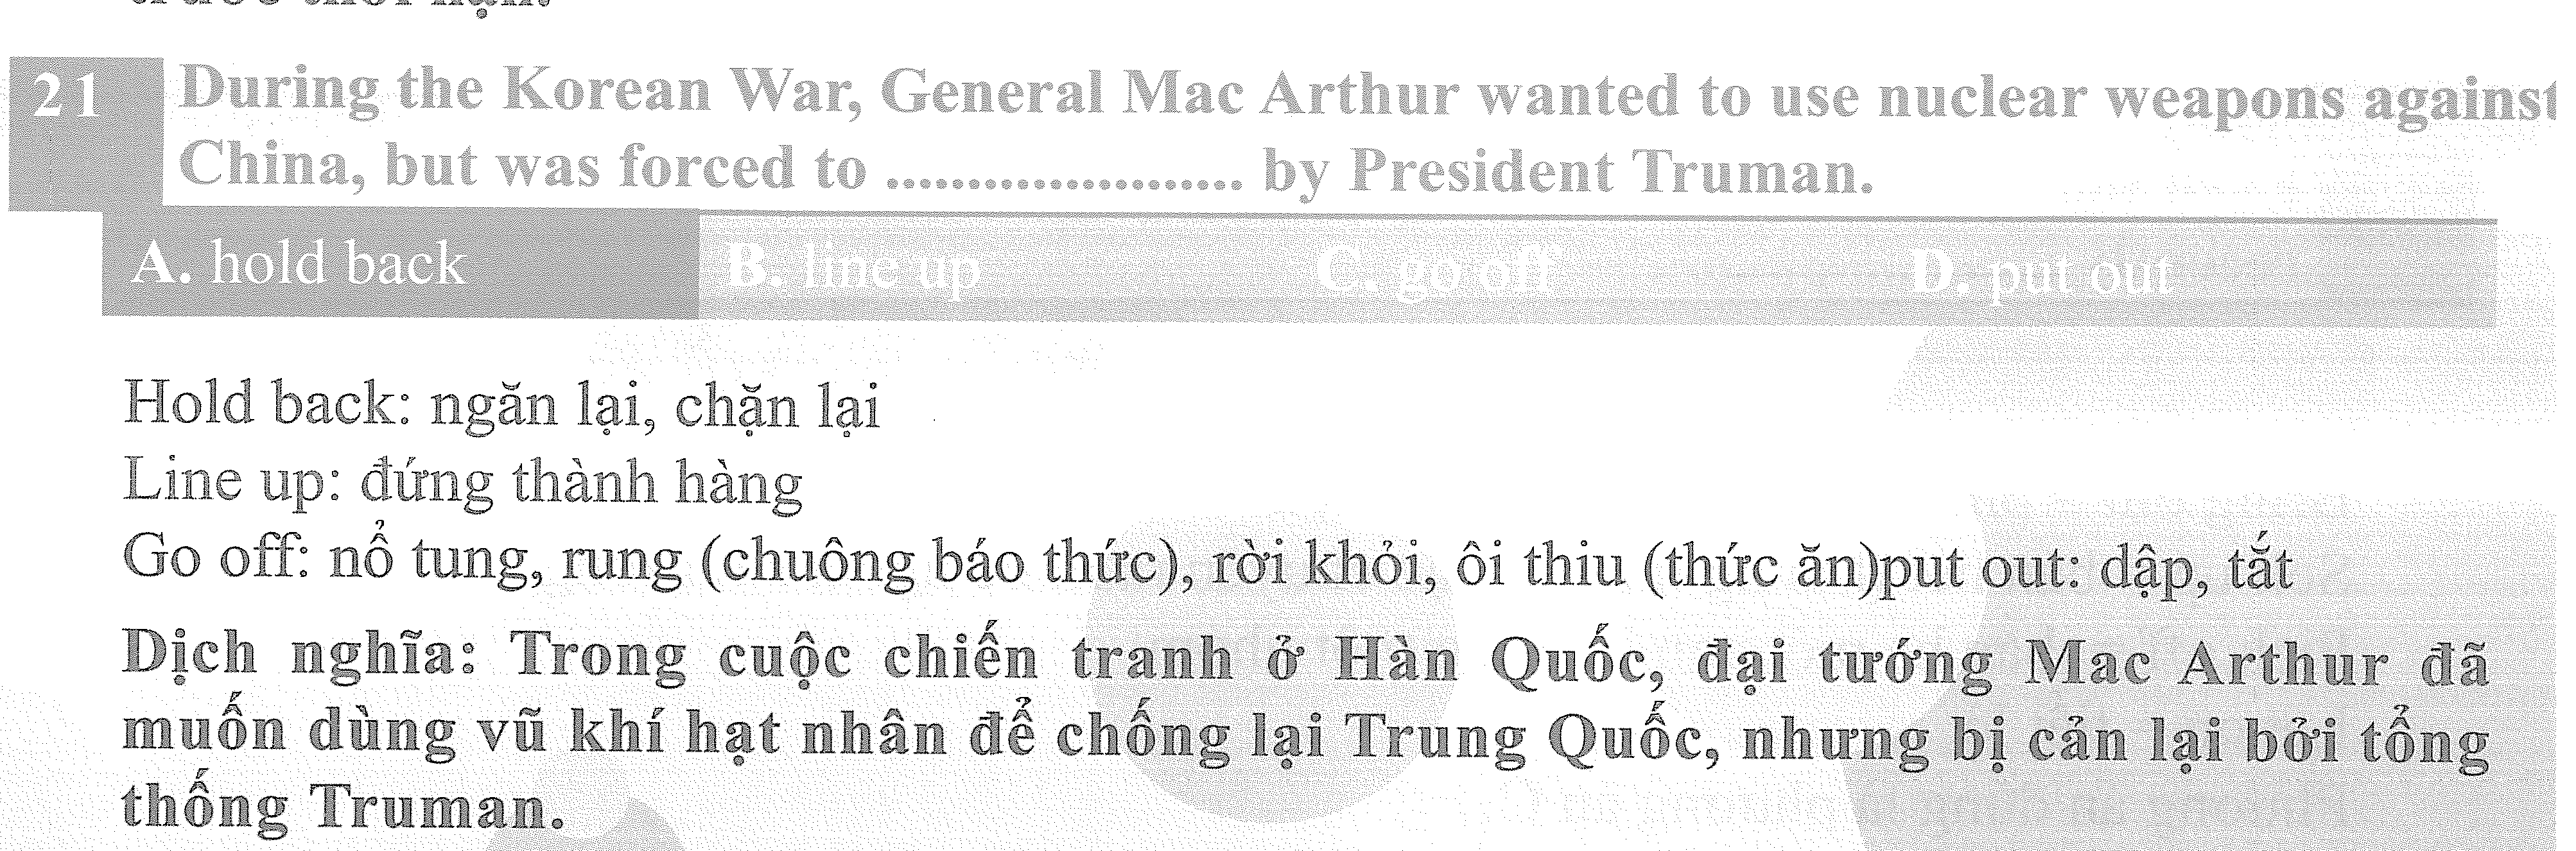 trước thời hạn.
21 During the Korean War, General Mac Arthur wanted to use nuclear weapons against
China, but was forced to ...................... by President Truman.
A. hold back B. line up C. go off D. put out
Hold back: ngăn lại, chặn lại
Line up: đứng thành hàng
Go off: nổ tung, rung (chuông báo thức), rời khỏi, ôi thiu (thức ăn)put out: dập, tắt
Dịch nghĩa: Trong cuộc chiến tranh ở Hàn Quốc, đại tướng Mac Arthur đã
muốn dùng vũ khí hạt nhân để chống lại Trung Quốc, nhưng bị cản lại bởi tổng
thống Truman.